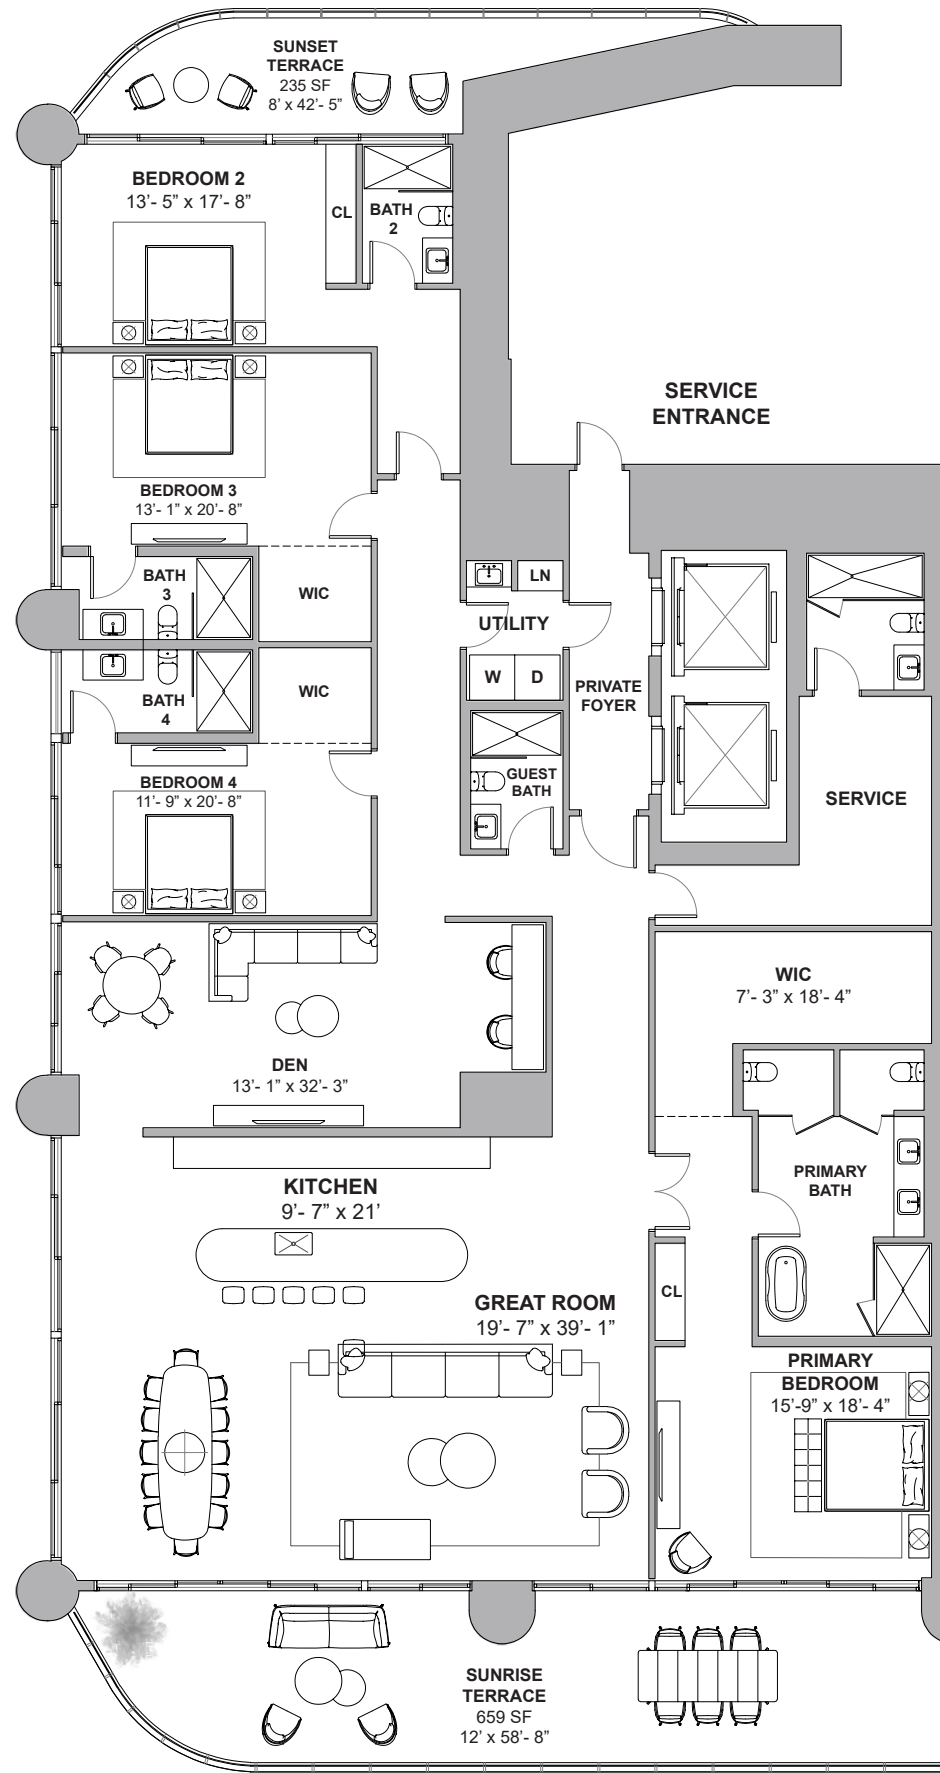 SUNSET
TERRACE
235 SF
8' x 42'- 5"
BEDROOM 2
13'- 5" x 17'- 8"
CL
BATH
2
SERVICE
ENTRANCE
BEDROOM 3
13'- 1" x 20'- 8"
BATH
3
WIC
LN
UTILITY
W
D
WIC
BATH
4
PRIVATE
FOYER
GUEST
BATH
BEDROOM 4
11'- 9" x 20'- 8"
SERVICE
WIC
7'- 3" x 18'- 4"
DEN
13'- 1" x 32'- 3"
KITCHEN
9'- 7" x 21'
PRIMARY
BATH
CL
GREAT ROOM
19'- 7" x 39'- 1"
PRIMARY
BEDROOM
15'-9" x 18'- 4"
SUNRISE
TERRACE
659 SF
12' x 58'- 8"